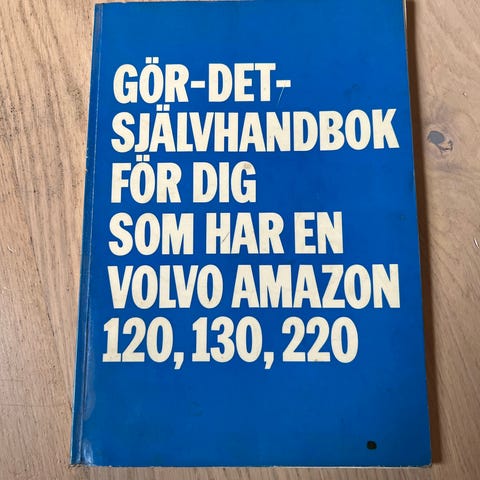 GÖR-DET-
SJÄLVHANDBOK
FÖR DIG
SOM HAR EN
VOLVO AMAZON
120, 130, 220